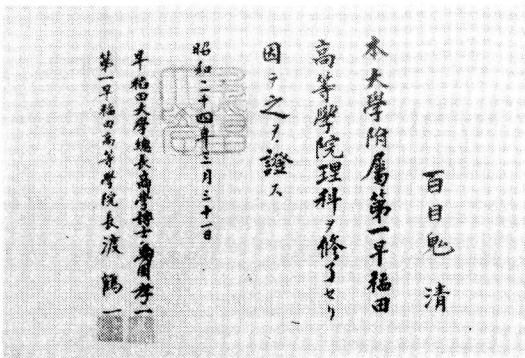 百目鬼 清
本大學附屬第一早稲田
高等學院理科ヲ修了セリ
因テ之ヲ證ス
昭和二十四年三月三十一日
早稲田大學總長商學博士島田孝一
第一早稲田高等學院長渡 鶴一